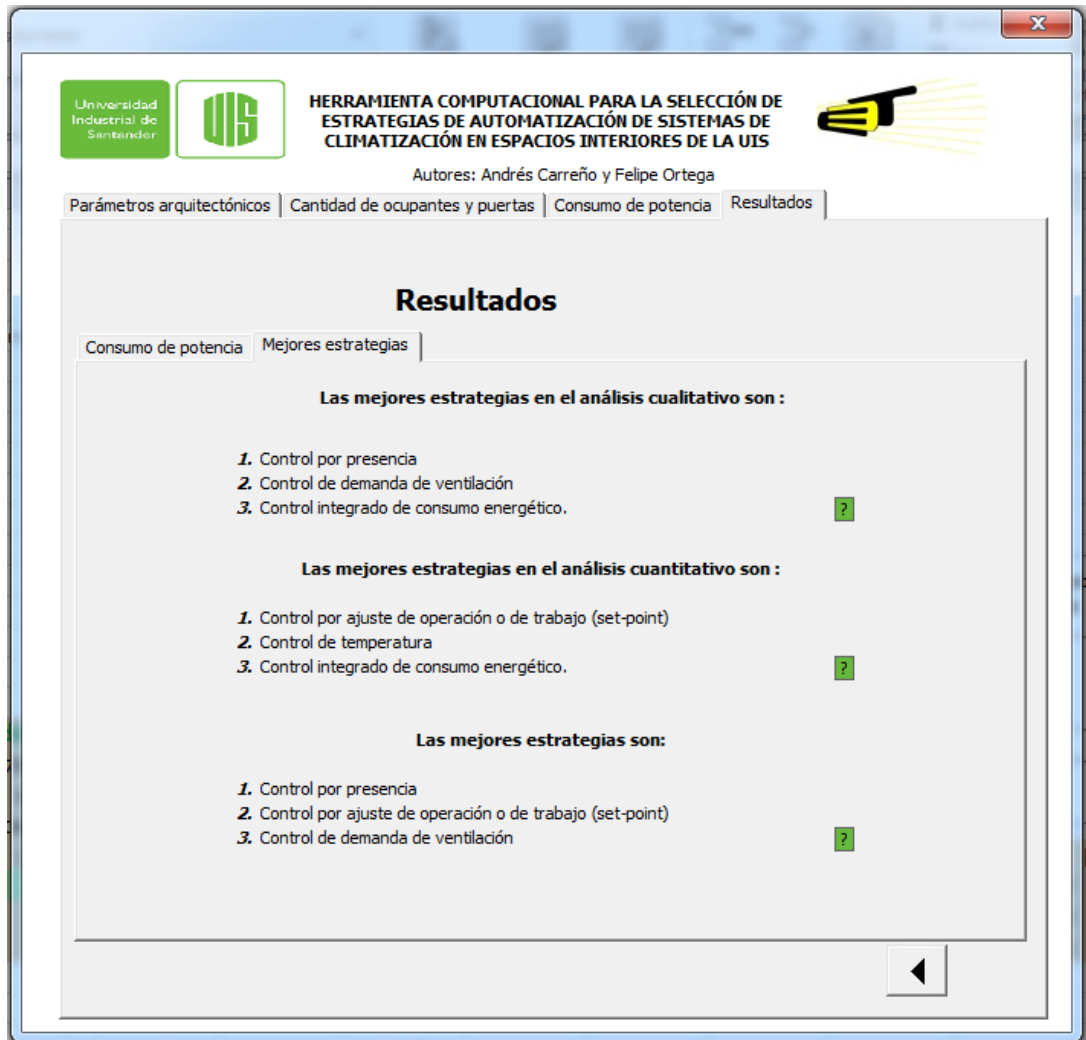 X
Universidad
Industrial de
Santander
UIS
HERRAMIENTA COMPUTACIONAL PARA LA SELECCIÓN DE
ESTRATEGIAS DE AUTOMATIZACIÓN DE SISTEMAS DE
CLIMATIZACIÓN EN ESPACIOS INTERIORES DE LA UIS
Autores: Andrés Carreño y Felipe Ortega
Parámetros arquitectónicos Cantidad de ocupantes y puertas Consumo de potencia Resultados
Resultados
Consumo de potencia Mejores estrategias
Las mejores estrategias en el análisis cualitativo son :
1. Control por presencia
2. Control de demanda de ventilación
3. Control integrado de consumo energético. ?
Las mejores estrategias en el análisis cuantitativo son :
1. Control por ajuste de operación o de trabajo (set-point)
2. Control de temperatura
3. Control integrado de consumo energético. ?
Las mejores estrategias son:
1. Control por presencia
2. Control por ajuste de operación o de trabajo (set-point)
3. Control de demanda de ventilación ?